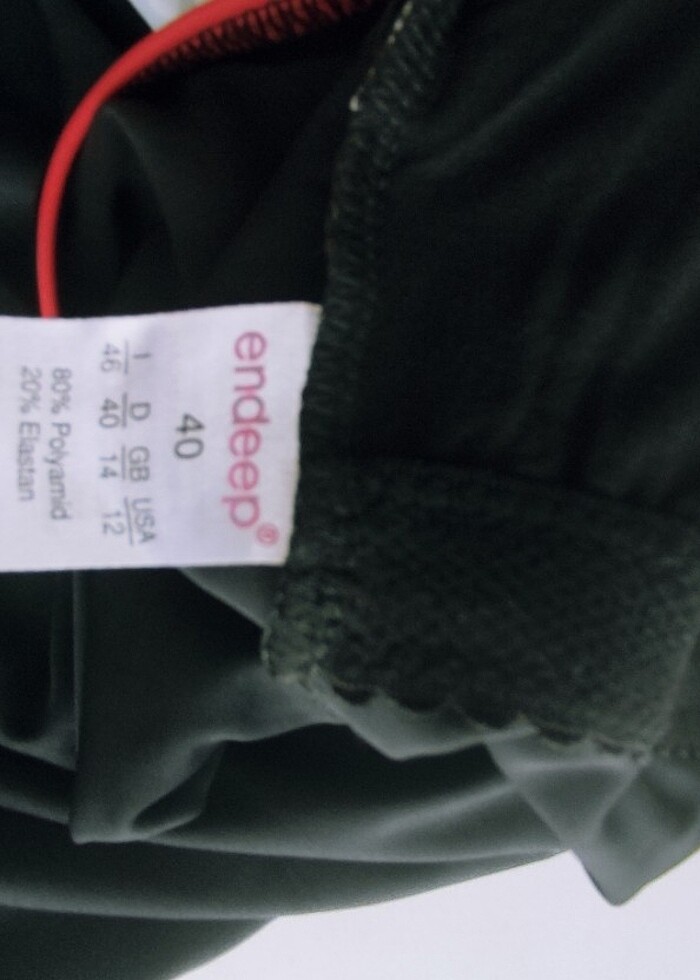 endeep®
40
I D GB USA
46 40 14 12
80% Polyamid
20% Elastan